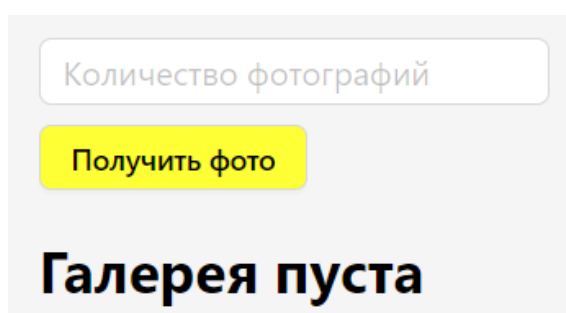 Количество фотографий
Получить фото
Галерея пуста